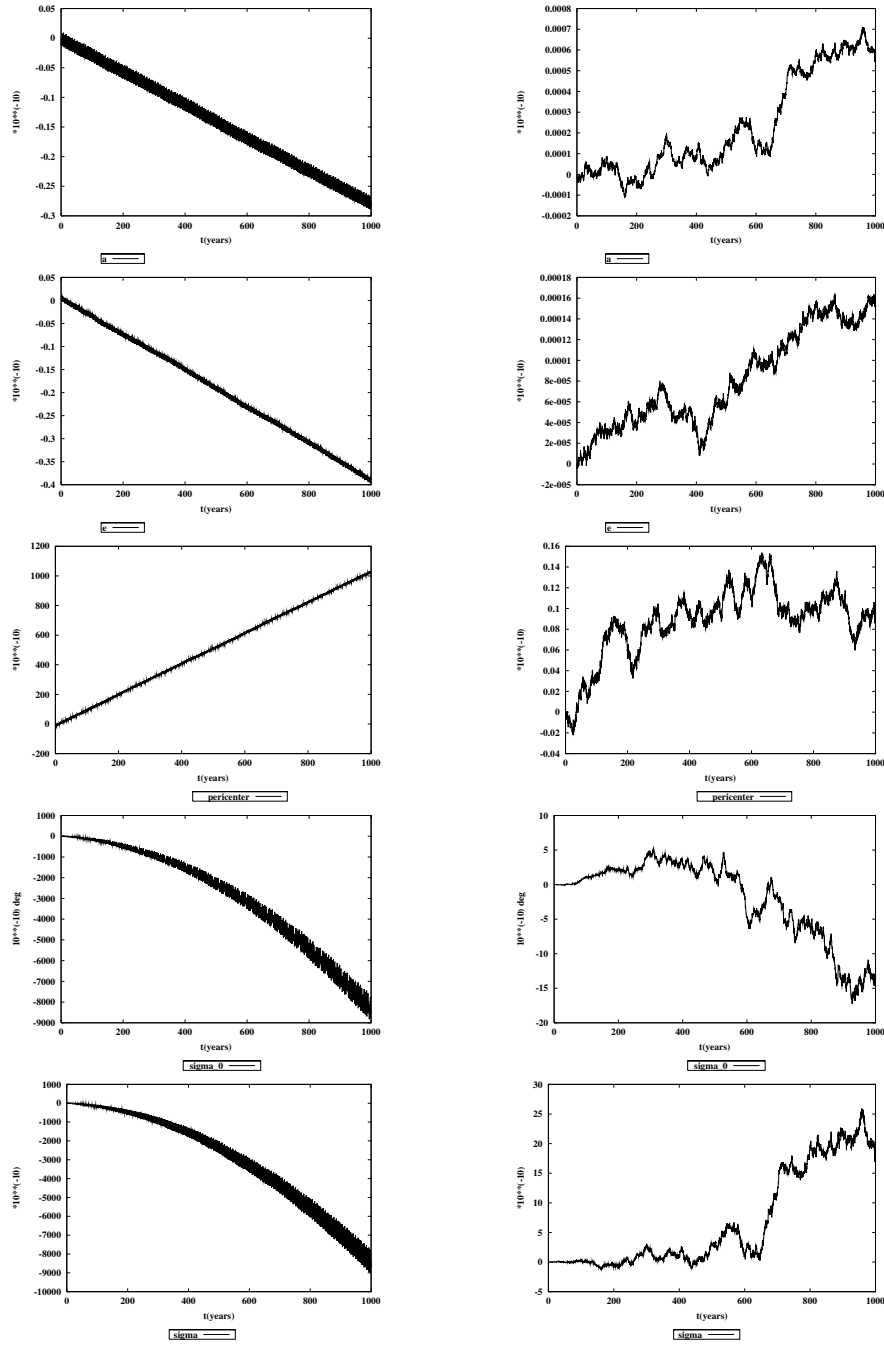 0.05
0
-0.05
-0.1
-0.15
-0.2
-0.25
-0.3
*10**(-10)
0 200 400 600 800 1000
t(years)
a
0.0008
0.0007
0.0006
0.0005
0.0004
0.0003
0.0002
0.0001
0
-0.0001
-0.0002
*10**(-10)
0 200 400 600 800 1000
t(years)
a
0.05
0
-0.05
-0.1
-0.15
-0.2
-0.25
-0.3
-0.35
-0.4
*10**(-10)
0 200 400 600 800 1000
t(years)
e
0.00018
0.00016
0.00014
0.00012
0.0001
8e-005
6e-005
4e-005
2e-005
0
-2e-005
*10**(-10)
0 200 400 600 800 1000
t(years)
e
1200
1000
800
600
400
200
0
-200
*10**(-10)
0 200 400 600 800 1000
t(years)
pericenter
0.16
0.14
0.12
0.1
0.08
0.06
0.04
0.02
0
-0.02
-0.04
*10**(-10)
0 200 400 600 800 1000
t(years)
pericenter
1000
0
-1000
-2000
-3000
-4000
-5000
-6000
-7000
-8000
-9000
10**(-10) deg
0 200 400 600 800 1000
t(years)
sigma_0
10
5
0
-5
-10
-15
-20
10**(-10) deg
0 200 400 600 800 1000
t(years)
sigma_0
1000
0
-1000
-2000
-3000
-4000
-5000
-6000
-7000
-8000
-9000
-10000
*10**(-10)
0 200 400 600 800 1000
t(years)
sigma
30
25
20
15
10
5
0
-5
*10**(-10)
0 200 400 600 800 1000
t(years)
sigma